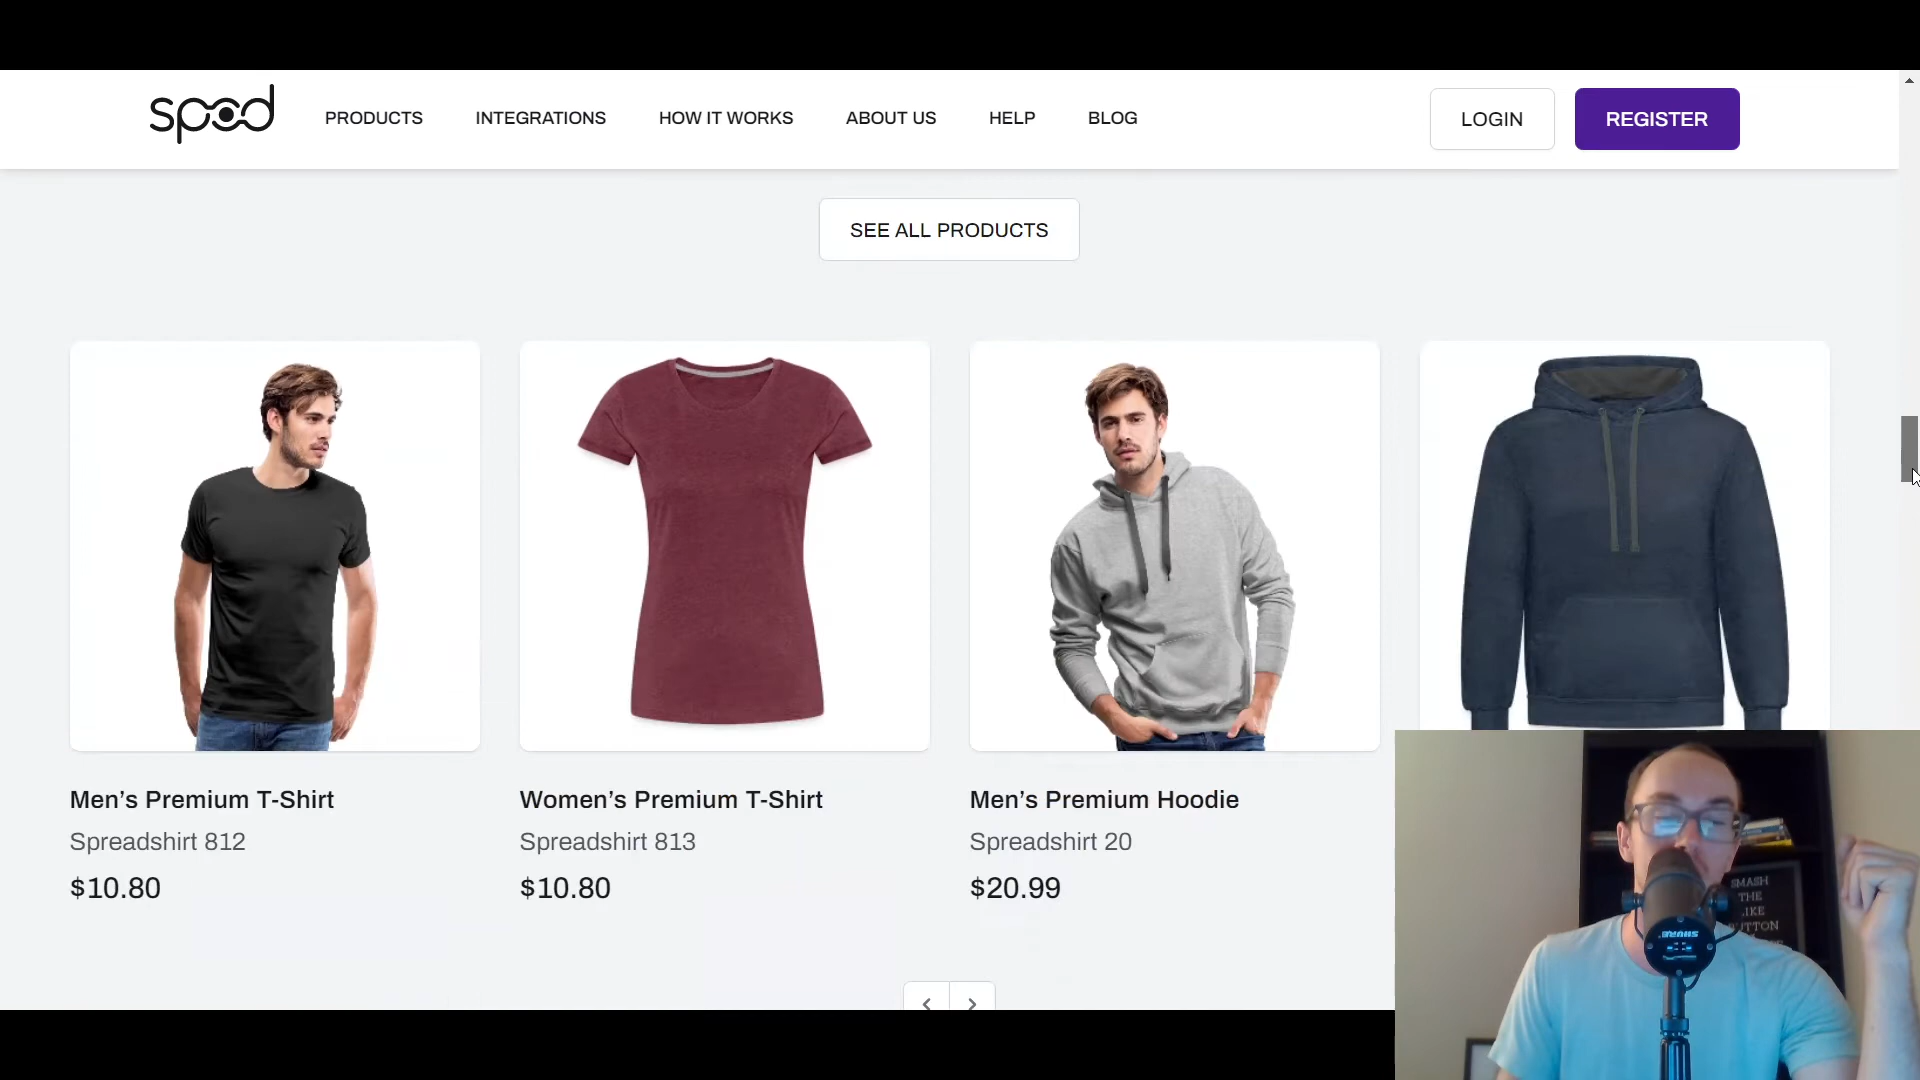 spod
PRODUCTS
INTEGRATIONS
HOW IT WORKS
ABOUT US
HELP
BLOG
LOGIN
REGISTER
SEE ALL PRODUCTS
Men’s Premium T-Shirt
Spreadshirt 812
$10.80
Women’s Premium T-Shirt
Spreadshirt 813
$10.80
Men’s Premium Hoodie
Spreadshirt 20
$20.99
SMASH
THE
LIKE
BUTTON
SHURE